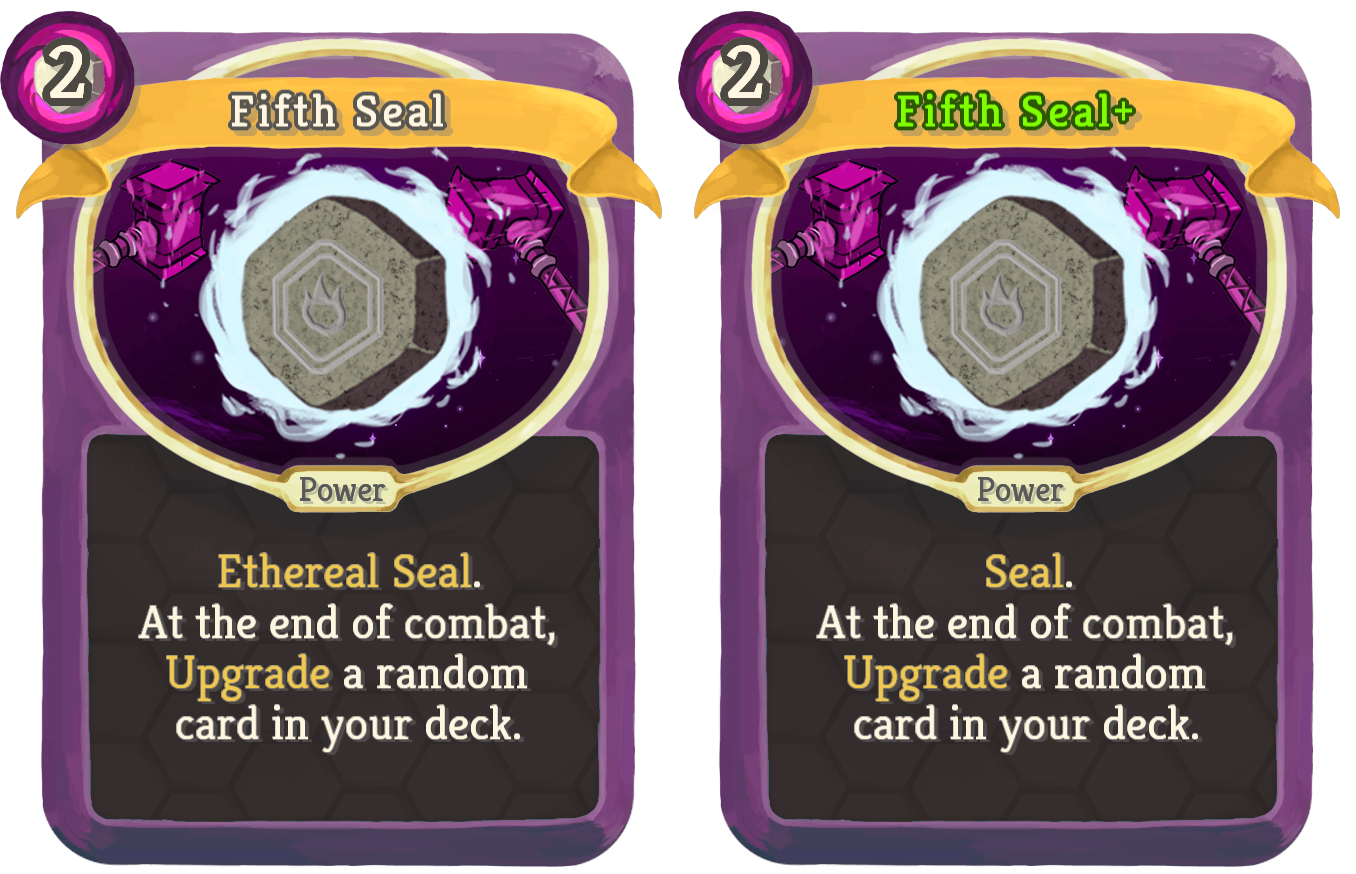 2
Fifth Seal
Power
Ethereal Seal.
At the end of combat,
Upgrade a random
card in your deck.
2
Fifth Seal+
Power
Seal.
At the end of combat,
Upgrade a random
card in your deck.